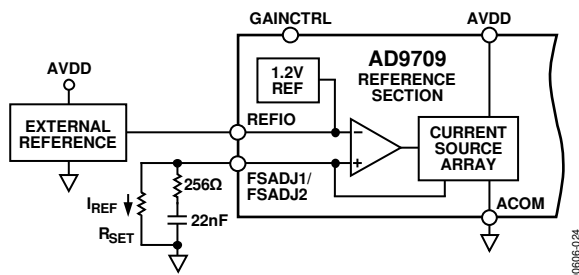 GAINCTRL
AVDD
AVDD
AD9709
REFERENCE
SECTION
1.2V
REF
EXTERNAL
REFERENCE
REFIO
–
+
CURRENT
SOURCE
ARRAY
FSADJ1/
FSADJ2
256Ω
IREF
RSET
22nF
ACOM
0606-024